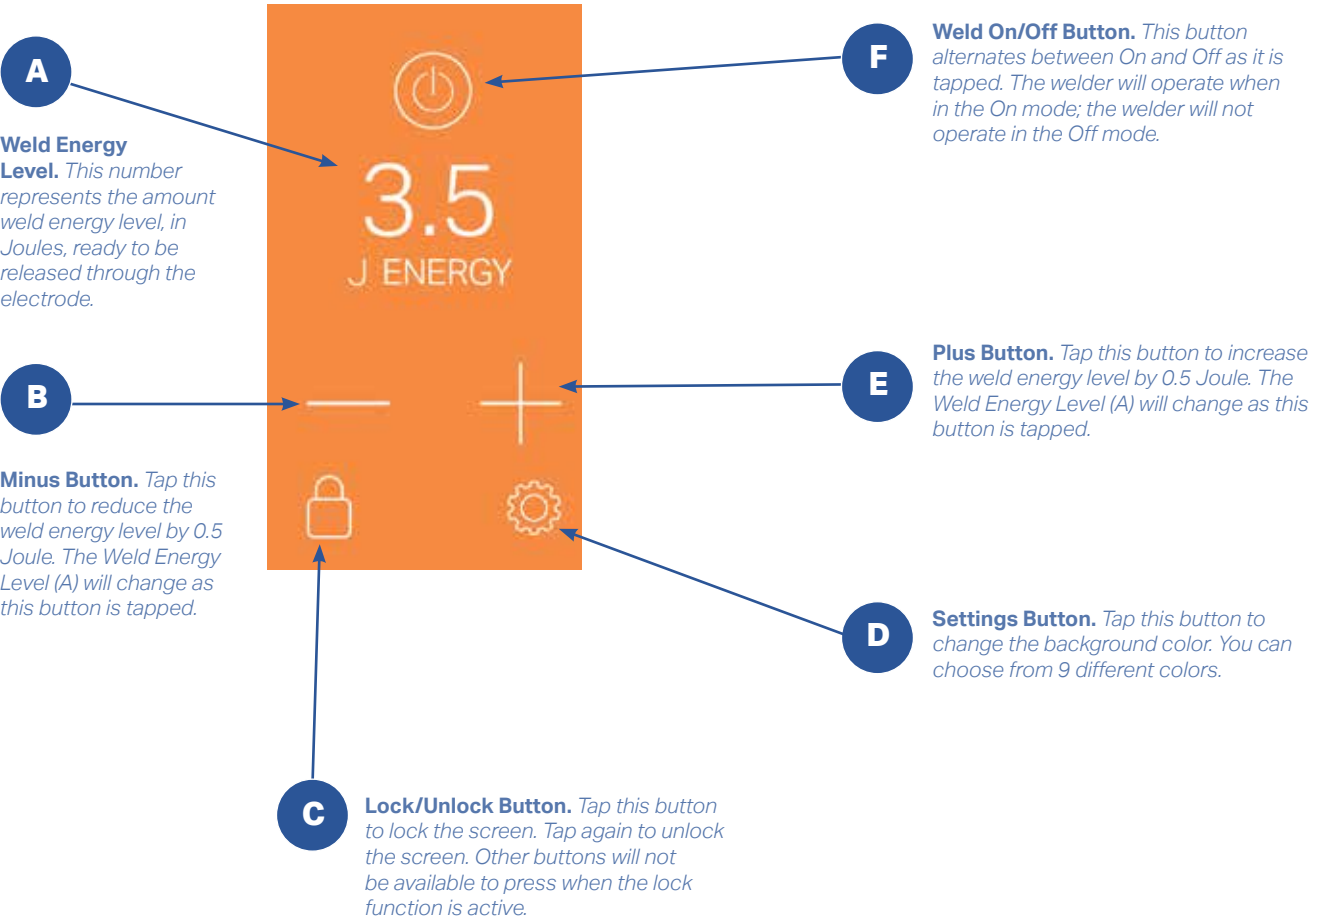 A
Weld Energy
Level. This number
represents the amount
weld energy level, in
Joules, ready to be
released through the
electrode.
B
Minus Button. Tap this
button to reduce the
weld energy level by 0.5
Joule. The Weld Energy
Level (A) will change as
this button is tapped.
3.5
J ENERGY
C
Lock/Unlock Button. Tap this button
to lock the screen. Tap again to unlock
the screen. Other buttons will not
be available to press when the lock
function is active.
F
Weld On/Off Button. This button
alternates between On and Off as it is
tapped. The welder will operate when
in the On mode; the welder will not
operate in the Off mode.
E
Plus Button. Tap this button to increase
the weld energy level by 0.5 Joule. The
Weld Energy Level (A) will change as this
button is tapped.
D
Settings Button. Tap this button to
change the background color. You can
choose from 9 different colors.